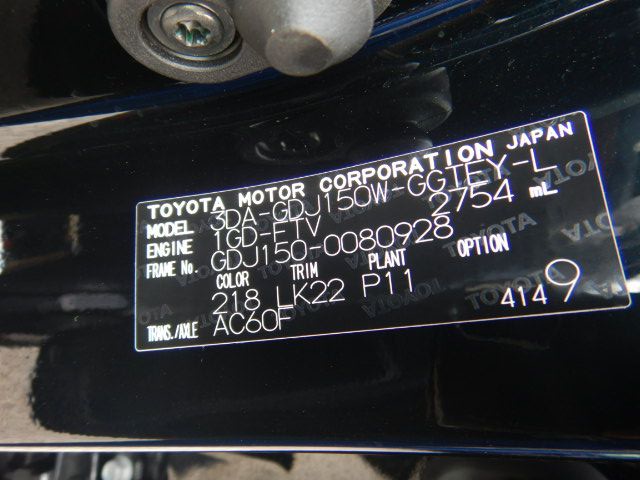 TOYOTA MOTOR CORPORATION JAPAN
MODEL 3DA-GDJ150W-GGTEY-L
ENGINE 1GD-FTV 2754 mL
FRAME No. GDJ150-0080928
COLOR TRIM PLANT OPTION
218 LK22 P11
TRANS./AXLE AC60F 4149